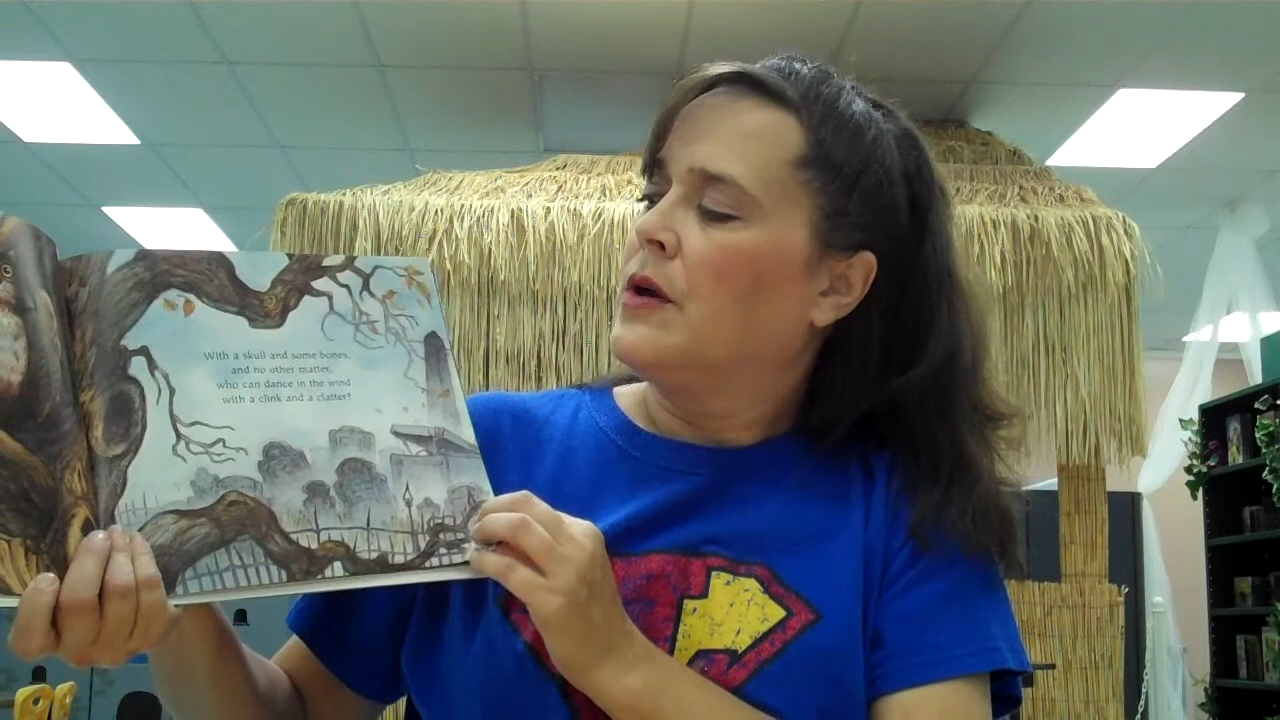 With a skull and some bones,
and no other matter,
who can dance in the wind
with a clink and a clatter?